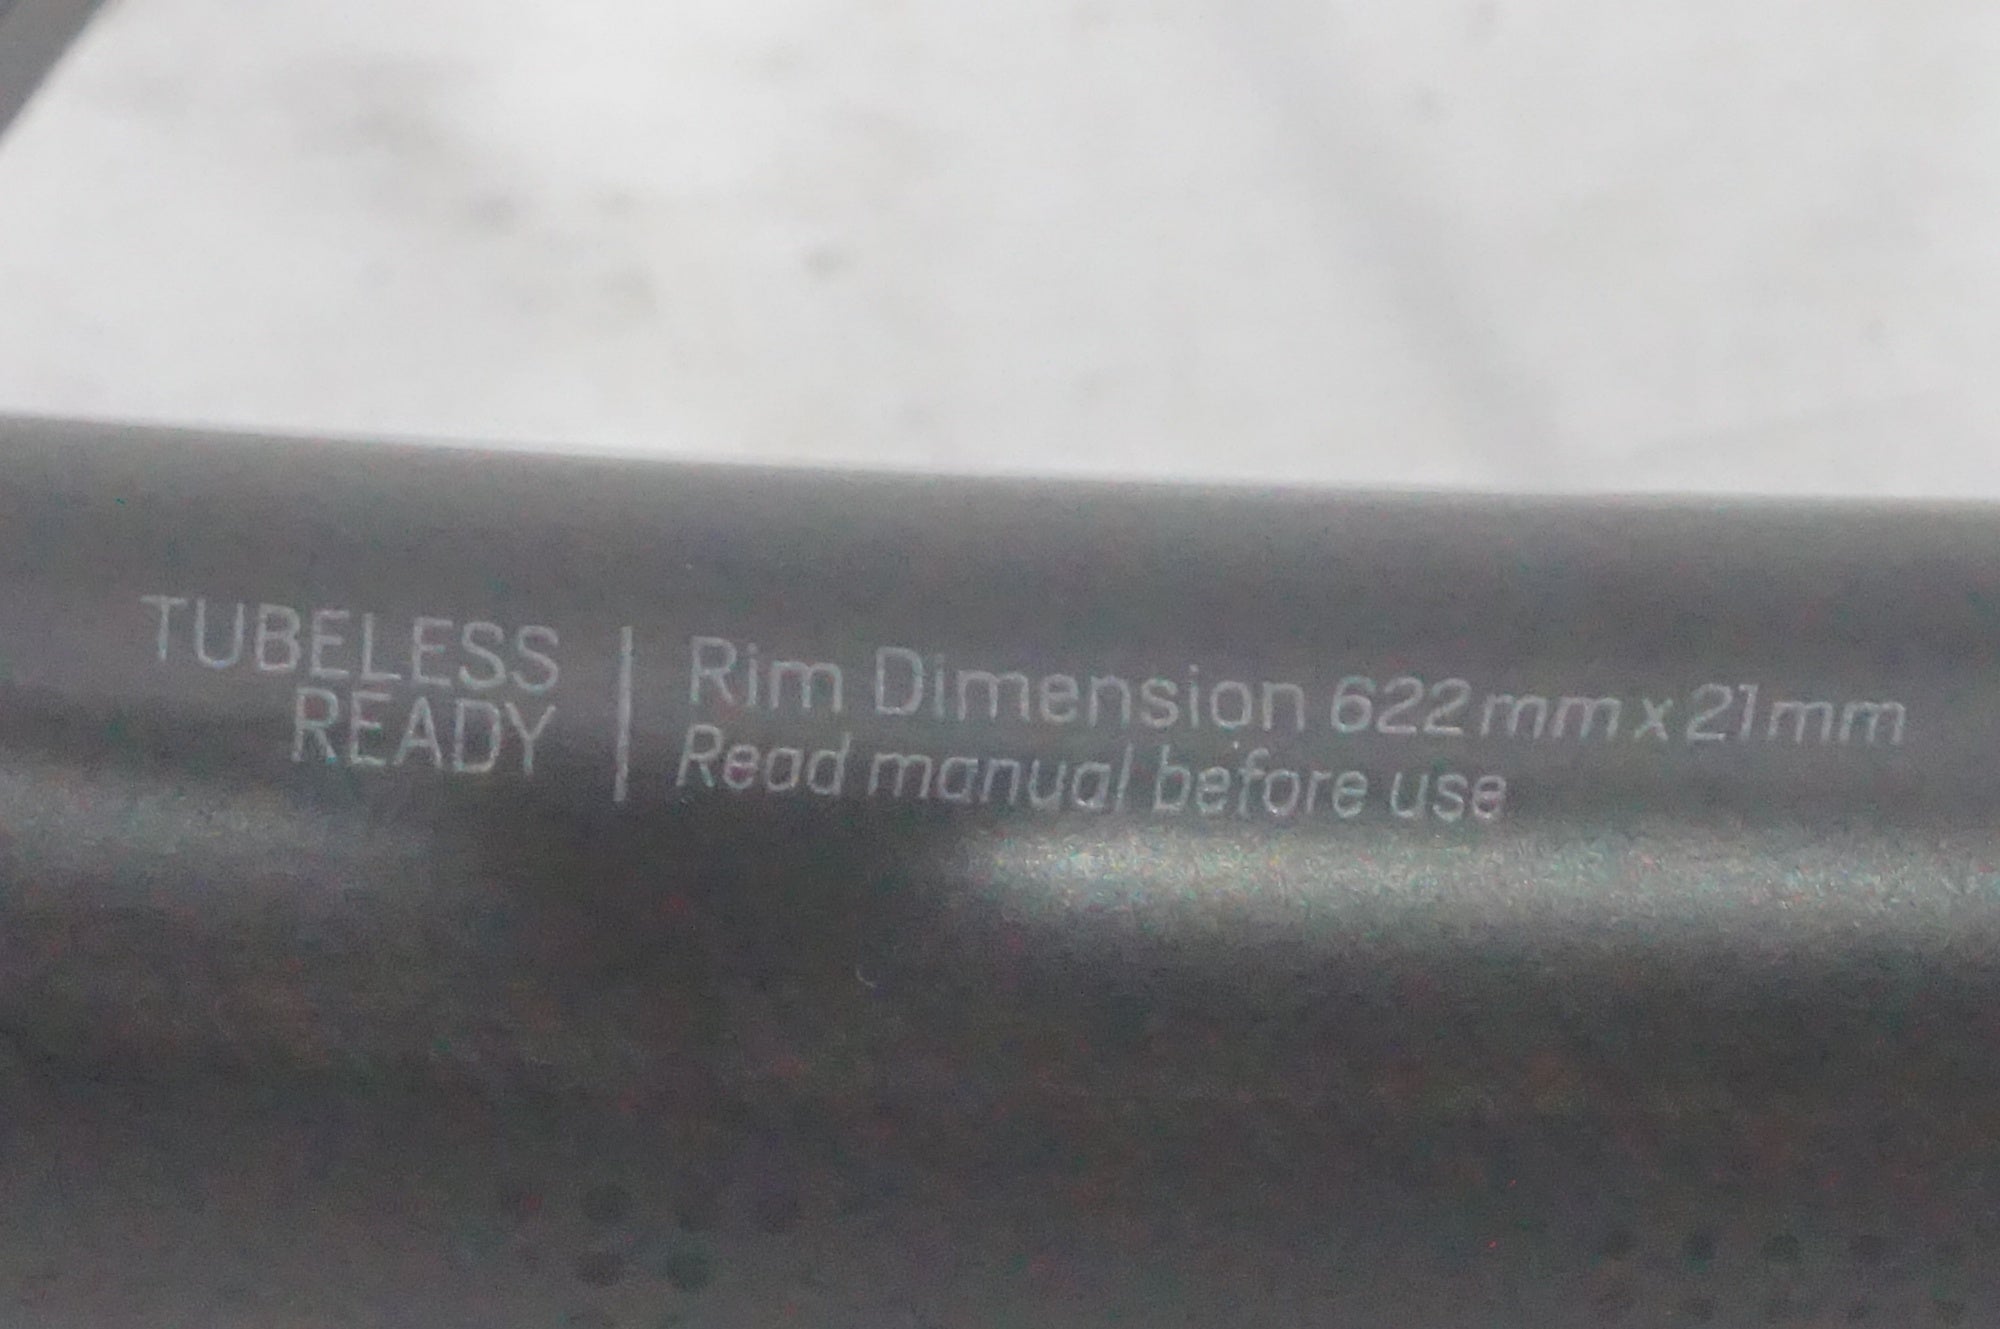 TUBELESS
READY
Rim Dimension 622mm x 21mm
Read manual before use